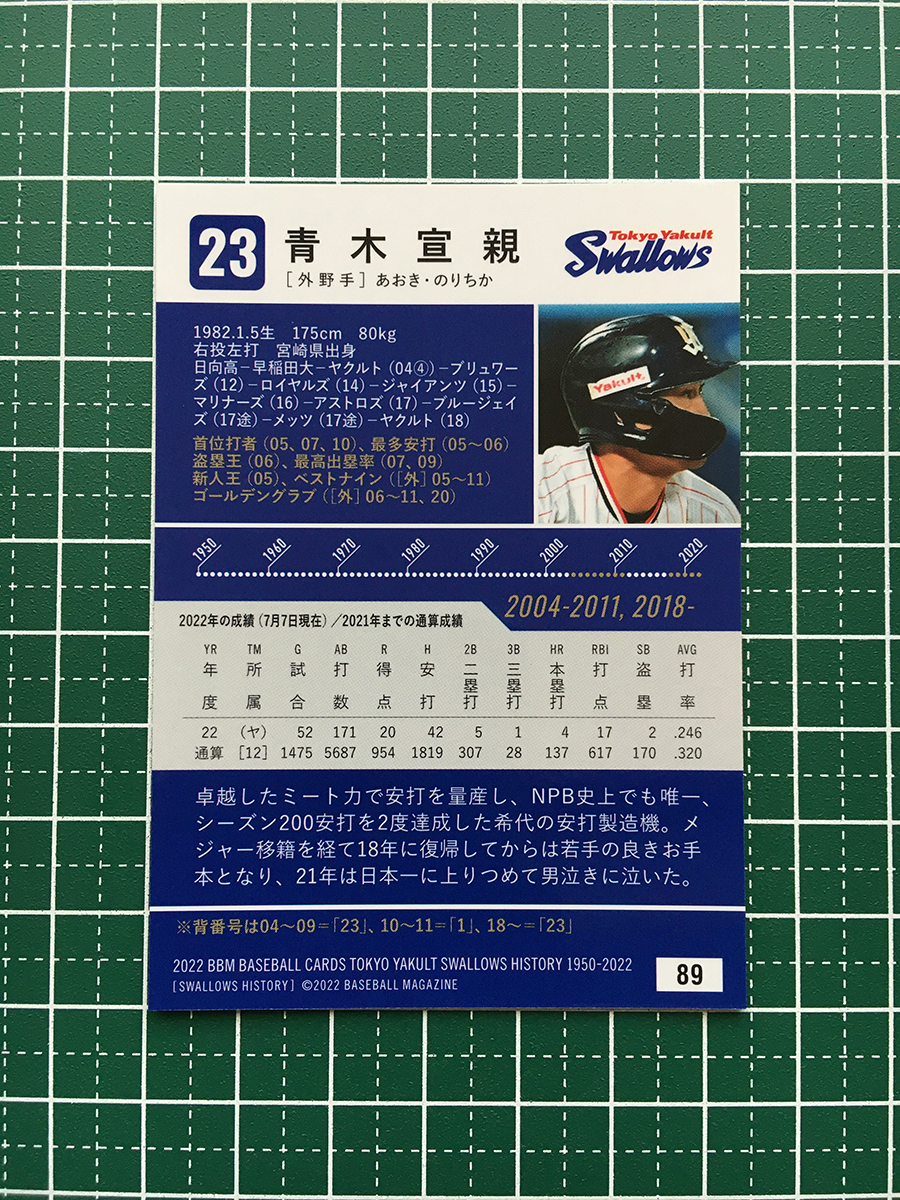 23
青木宣親
[外野手] あおき・のりちか
Tokyo Yakult
Swallows
1982.1.5生 175cm 80kg
右投左打 宮崎県出身
日向高－早稲田大－ヤクルト(04④)－ブリュワー
ズ(12)－ロイヤルズ(14)－ジャイアンツ(15)－
マリナーズ(16)－アストロズ(17)－ブルージェイ
ズ(17途)－メッツ(17途)－ヤクルト(18)
首位打者(05、07、10)、最多安打(05～06)
盗塁王(06)、最高出塁率(07、09)
新人王(05)、ベストナイン([外]05～11)
ゴールデングラブ([外]06～11、20)
Yakult
1950 1960 1970 1980 1990 2000 2010 2020
2004-2011, 2018-
2022年の成績(7月7日現在)／2021年までの通算成績
YR TM G AB R H 2B 3B HR RBI SB AVG
年度 所属 試合 打数 得点 安打 二塁打 三塁打 本塁打 打点 盗塁 打率
22 (ヤ) 52 171 20 42 5 1 4 17 2 .246
通算 [12] 1475 5687 954 1819 307 28 137 617 170 .320
卓越したミート力で安打を量産し、NPB史上でも唯一、
シーズン200安打を2度達成した希代の安打製造機。メ
ジャー移籍を経て18年に復帰してからは若手の良きお手
本となり、21年は日本一に上りつめて男泣きに泣いた。
※背番号は04～09=「23」、10～11=「1」、18～=「23」
2022 BBM BASEBALL CARDS TOKYO YAKULT SWALLOWS HISTORY 1950-2022
[SWALLOWS HISTORY] ©2022 BASEBALL MAGAZINE
89